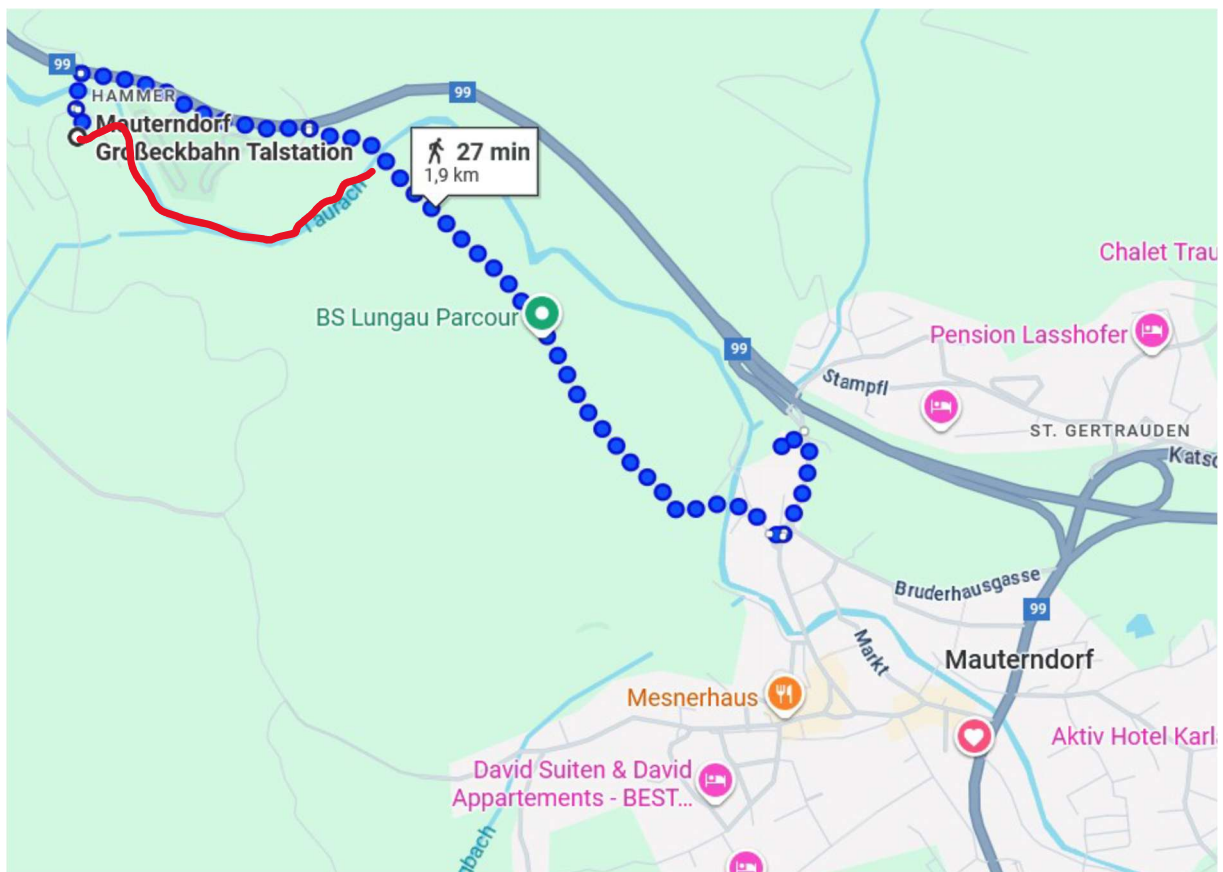 99
99
HAMMER
Mauterndorf
Großeckbahn Talstation
27 min
1,9 km
Taurach
Chalet Trau
BS Lungau Parcour
Pension Lasshofer
99
Stampfl
ST. GERTRAUDEN
Katsc
Bruderhausgasse
99
Markt
Mauterndorf
Mesnerhaus
Aktiv Hotel Karl
David Suiten & David
Appartements - BEST...
nbach